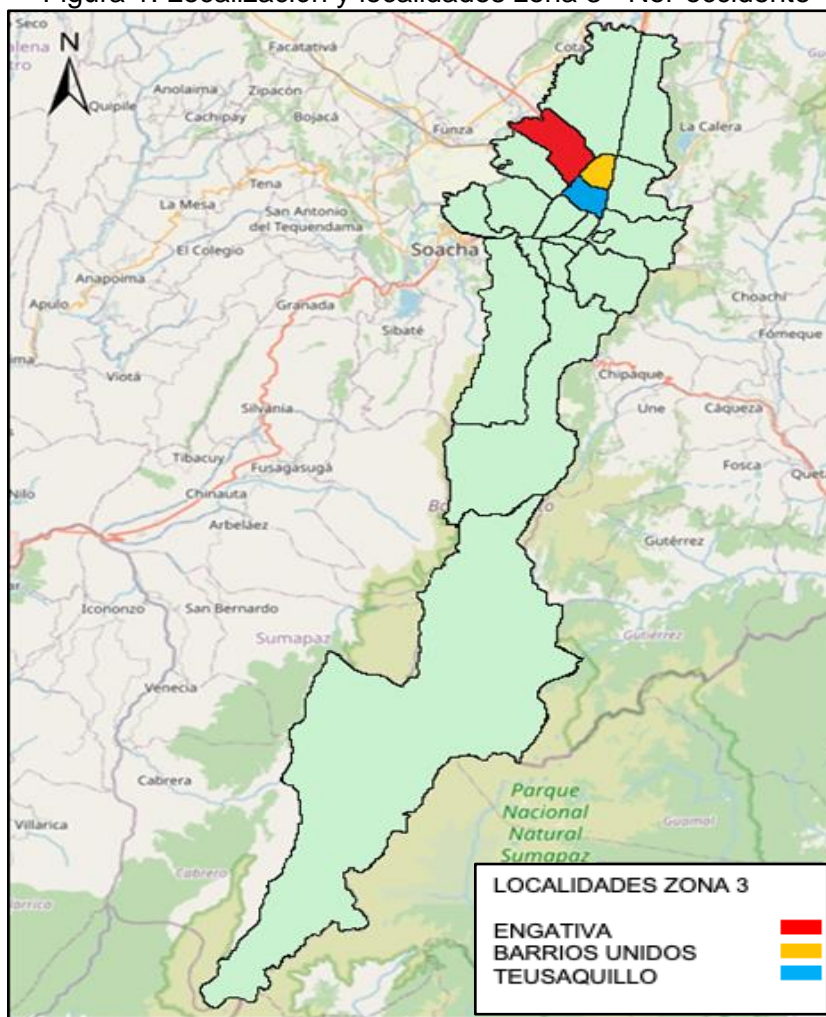 Figura 1. Localización y localidades zona 3 - Nor occidente
Seco
Facatativá
Cota
N
Anolaima
Zipacón
Quipile
Cachipay
Bojacá
Funza
La Calera
Tena
La Mesa
San Antonio
del Tequendama
El Colegio
Soacha
Anapoima
Apulo
Granada
Sibaté
Choachí
Fómeque
Viotá
Chipaque
Silvania
Une
Cáqueza
Tibacuy
Fusagasugá
Fosca
Nilo
Chinauta
Arbeláez
Gutérrez
Icononzo
San Bernardo
Sumapaz
Gutiérrez
Venecia
Cabrera
Parque
Nacional
Natural
Sumapaz
Villarica
Guamal
Cabrera
LOCALIDADES ZONA 3
ENGATIVA
BARRIOS UNIDOS
TEUSAQUILLO